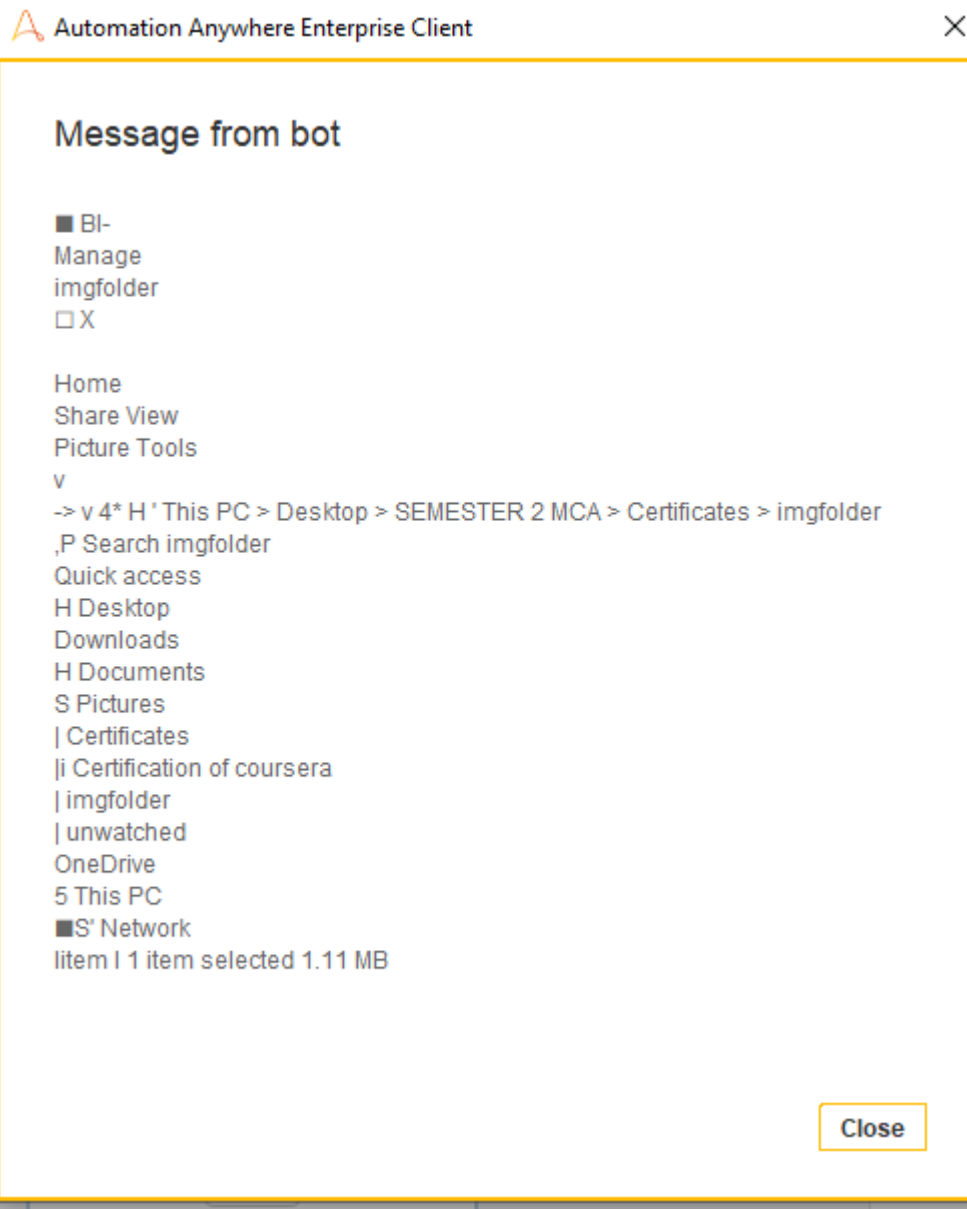 Automation Anywhere Enterprise Client
Message from bot
■ BI-
Manage
imgfolder
☐ X
Home
Share View
Picture Tools
v
-> v 4* H ' This PC > Desktop > SEMESTER 2 MCA > Certificates > imgfolder
,P Search imgfolder
Quick access
H Desktop
Downloads
H Documents
S Pictures
| Certificates
|i Certification of coursera
| imgfolder
| unwatched
OneDrive
5 This PC
■S' Network
litem I 1 item selected 1.11 MB
Close